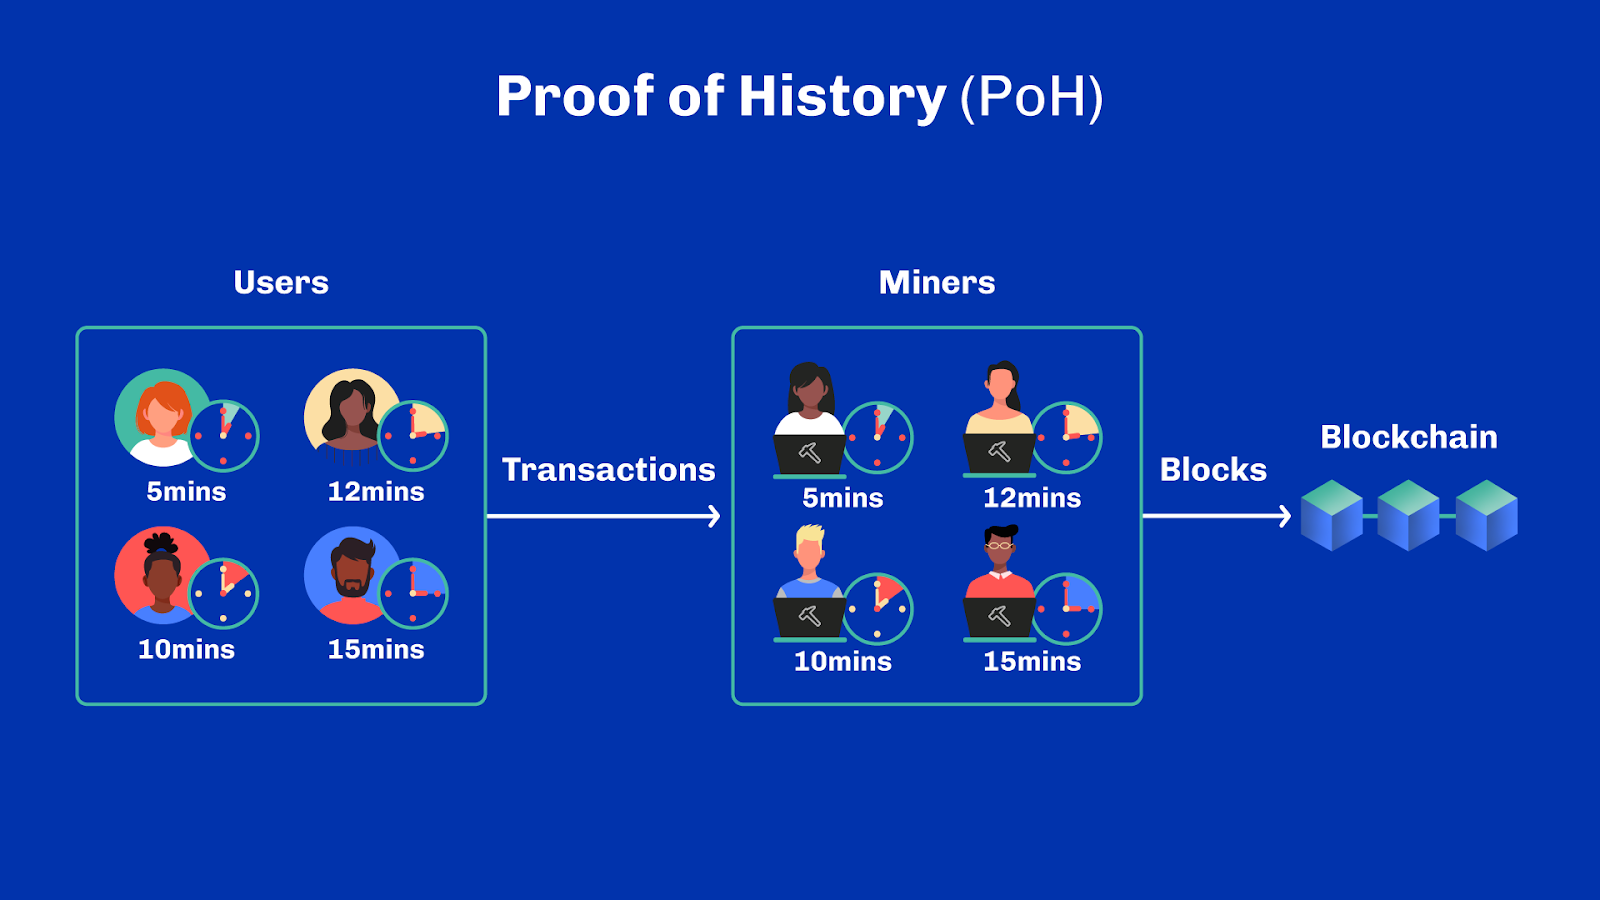 Proof of History (PoH)
Users
5mins
12mins
10mins
15mins
Transactions
Miners
5mins
12mins
10mins
15mins
Blocks
Blockchain